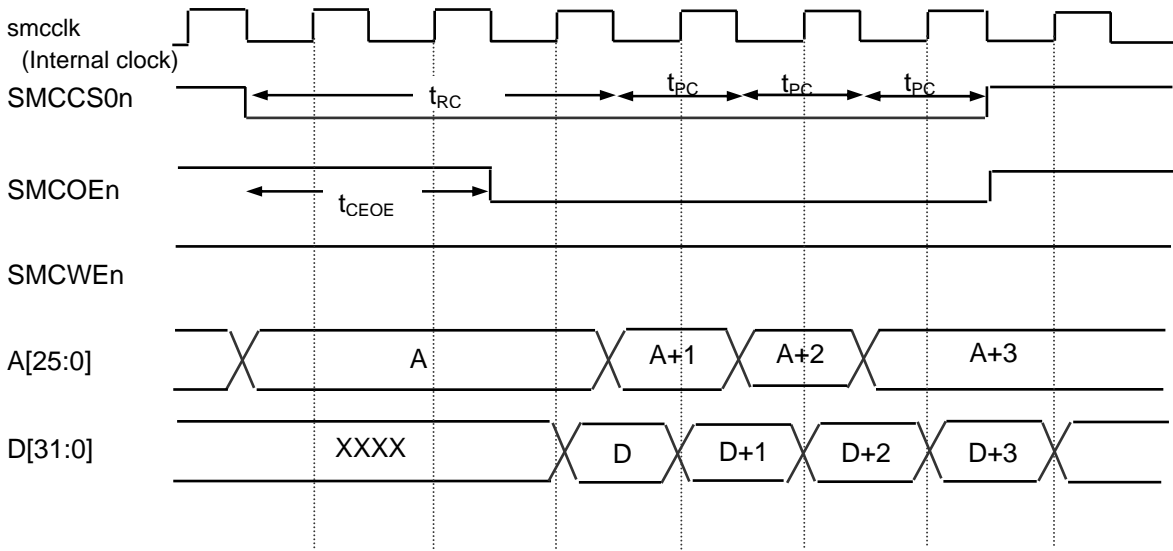 smcclk
(Internal clock)
SMCCS0n
tRC
tPC
tPC
tPC
SMCOEn
tCEOE
SMCWEn
A[25:0]
A
A+1
A+2
A+3
D[31:0]
XXXX
D
D+1
D+2
D+3